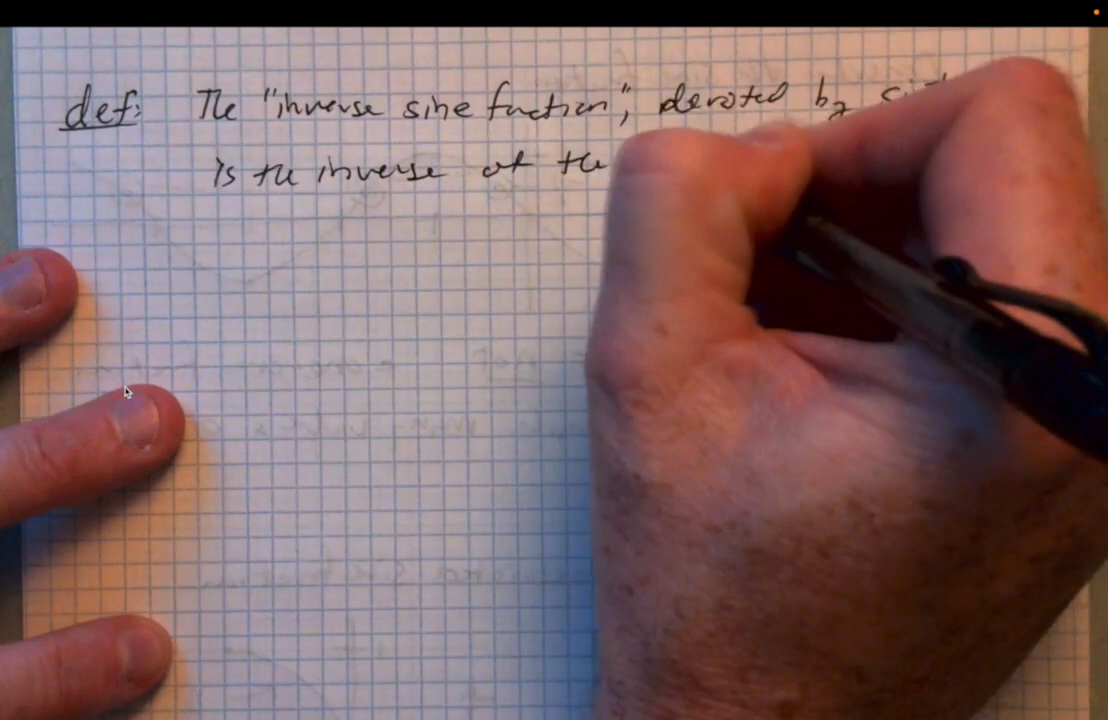 def: The "inverse sine function", denoted by
is the inverse of the